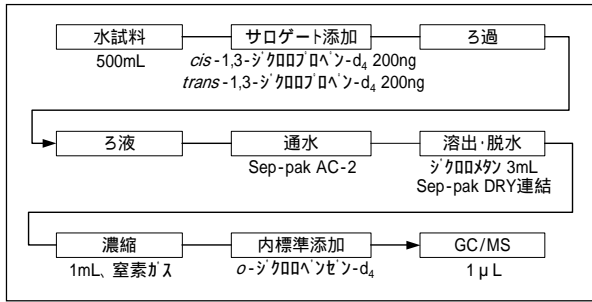 水試料
サロゲート添加
ろ過
500mL
cis-1,3-ｼﾞｸﾛﾛﾌﾟﾛﾍﾟﾝ-d4 200ng
trans-1,3-ｼﾞｸﾛﾛﾌﾟﾛﾍﾟﾝ-d4 200ng
ろ液
通水
溶出・脱水
Sep-pak AC-2
ｼﾞｸﾛﾛﾒﾀﾝ 3mL
Sep-pak DRY連結
濃縮
内標準添加
GC/MS
1mL、窒素ｶﾞｽ
o-ｼﾞｸﾛﾛﾍﾞﾝｾﾞﾝ-d4
1μL